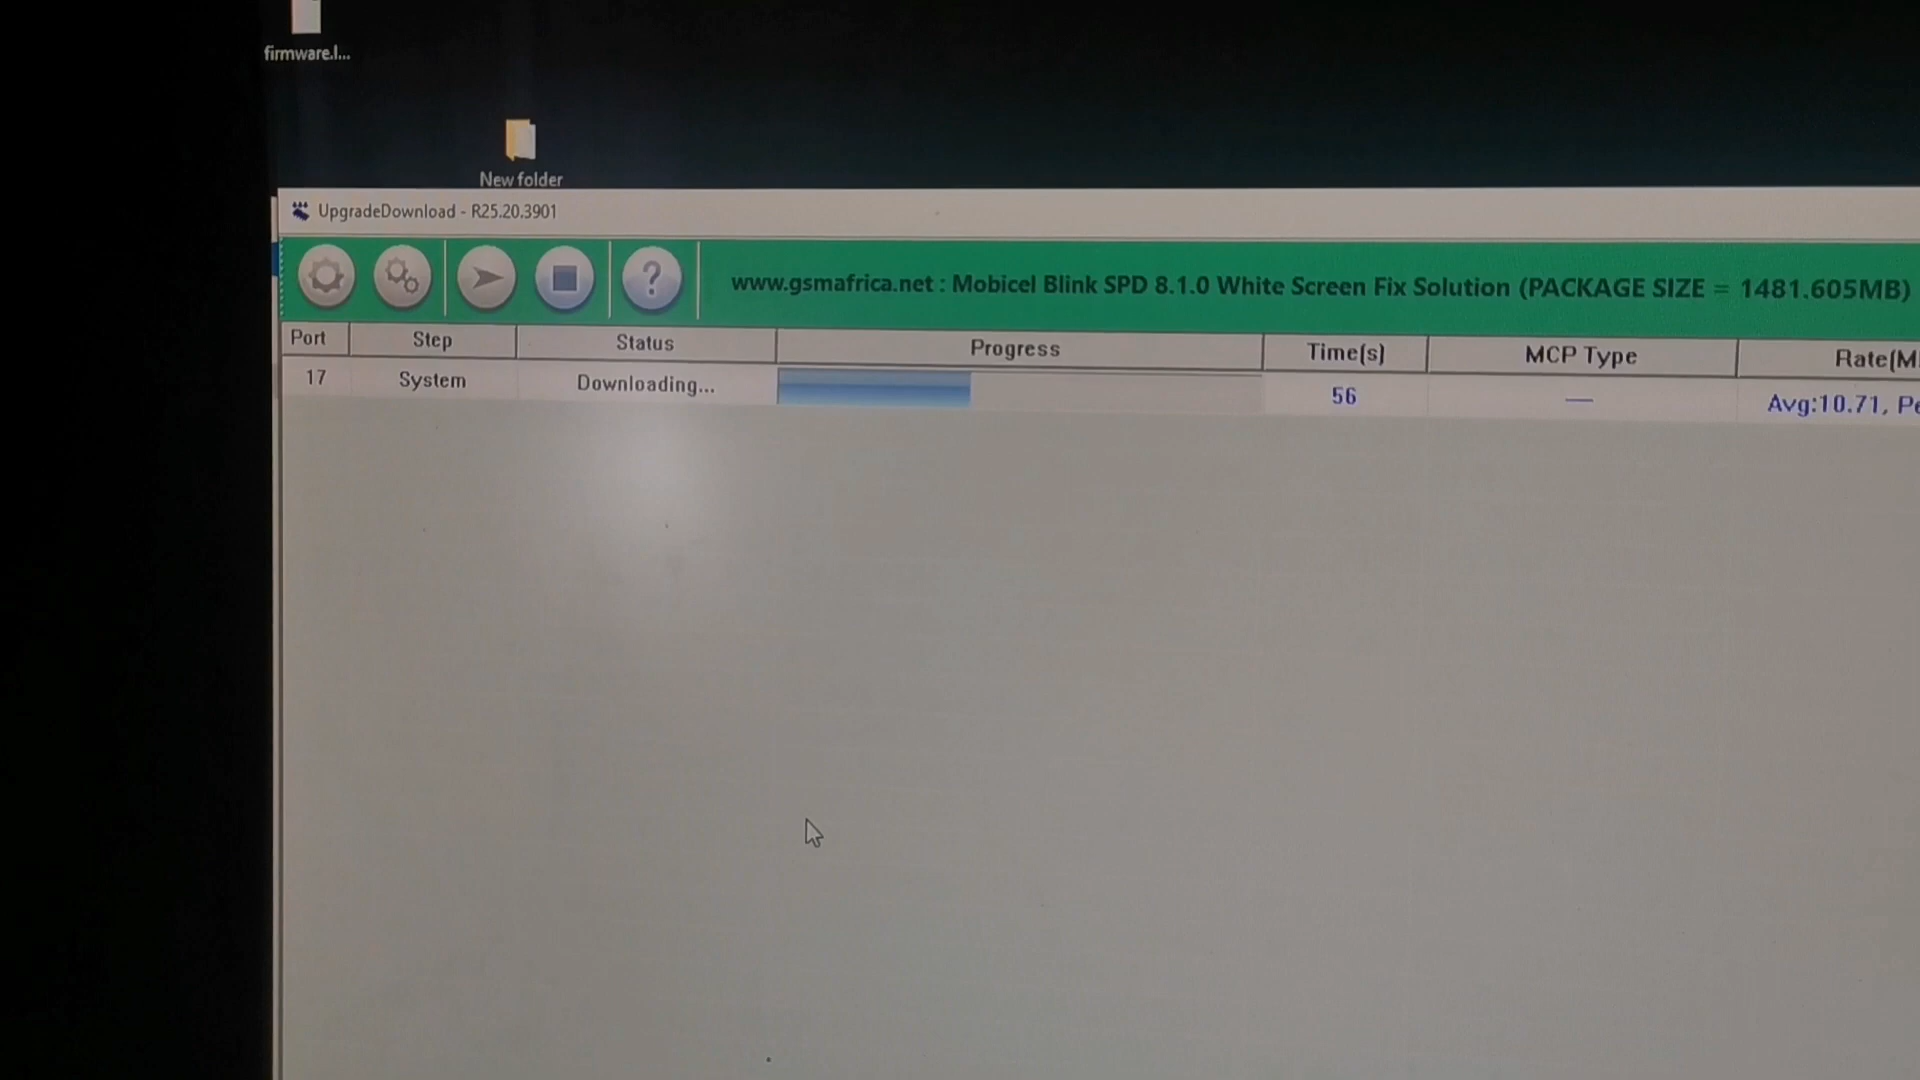 firmware.l...
New folder
UpgradeDownload - R25.20.3901
www.gsmafrica.net : Mobicel Blink SPD 8.1.0 White Screen Fix Solution (PACKAGE SIZE = 1481.605MB)
Port Step Status Progress Time(s) MCP Type Rate(M
17 System Downloading... 56 — Avg:10.71, Pe